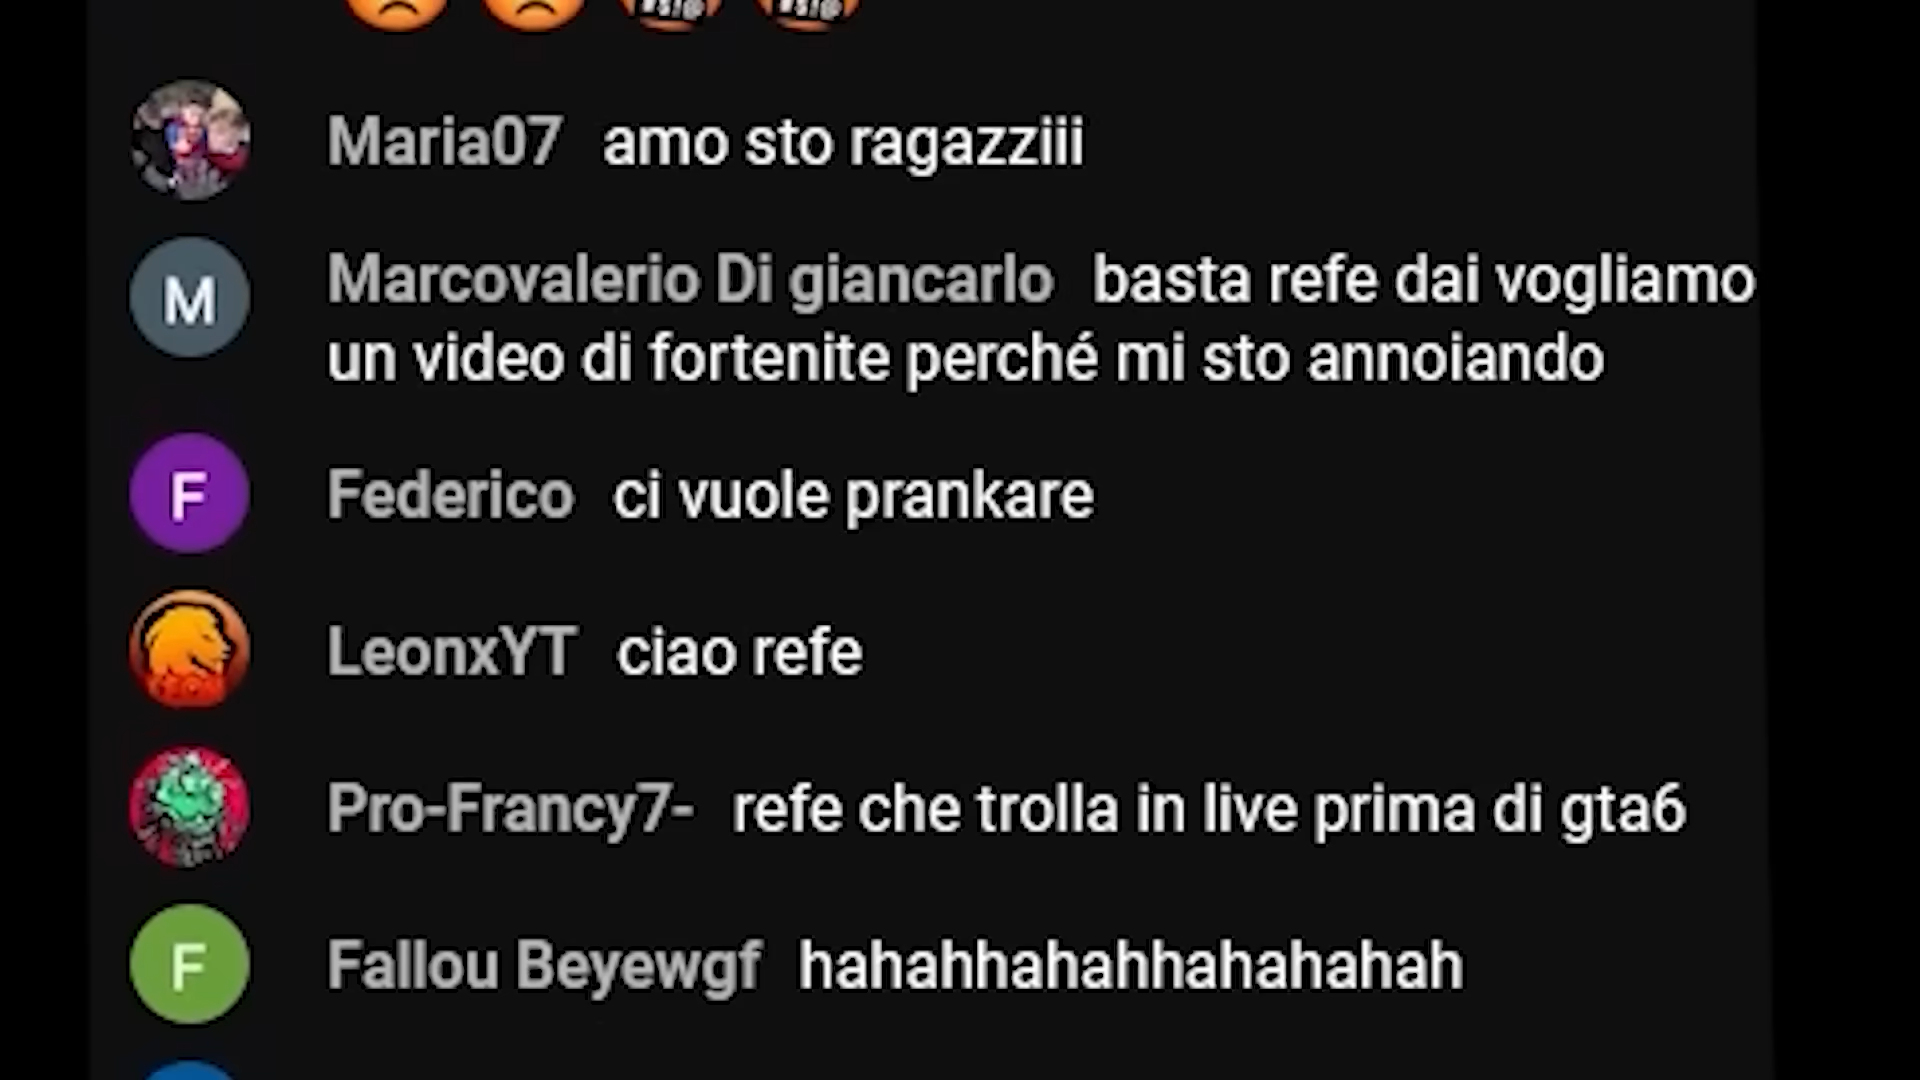 Maria07 amo sto ragazziii
M
Marcovalerio Di giancarlo basta refe dai vogliamo
un video di fortenite perché mi sto annoiando
F
Federico ci vuole prankare
LeonxYT ciao refe
Pro-Francy7- refe che trolla in live prima di gta6
F
Fallou Beyewgf hahahhahahhahahahah